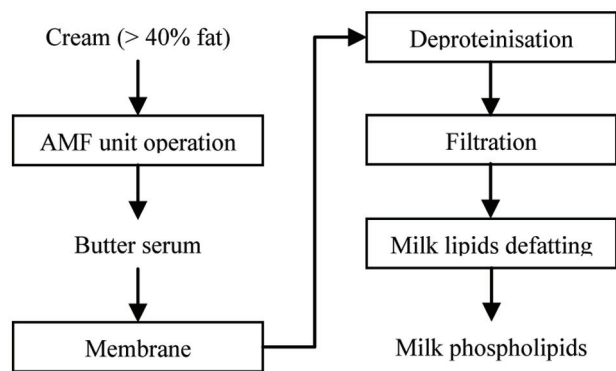 Cream (> 40% fat)
AMF unit operation
Butter serum
Membrane
Deproteinisation
Filtration
Milk lipids defatting
Milk phospholipids